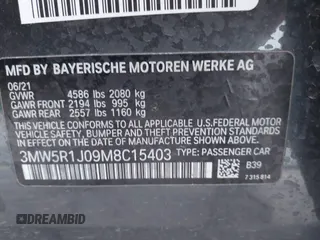 MFD BY BAYERISCHE MOTOREN WERKE AG
06/21
GVWR 4586 lBS 2080 kg
GAWR FRONT 2194 lBS 995 kg
GAWR REAR 2557 lBS 1160 kg
THIS VEHICLE CONFORMS TO ALL APPLICABLE
U.S.FEDERAL MOTOR
VEHICLE SAFETY, BUMPER, AND THEFT
PREVENTION STANDARDS IN EFFECT ON THE
DATE OF MANUFACTURE SHOWN ABOVE.
3MW5R1J09M8C15403
TYPE: PASSENGER CAR
B39
7 315 814
DREAMBID